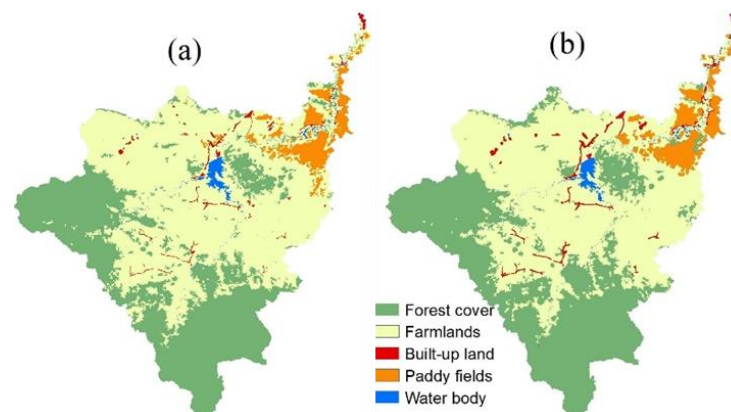 (a)
(b)
Forest cover
Farmlands
Built-up land
Paddy fields
Water body